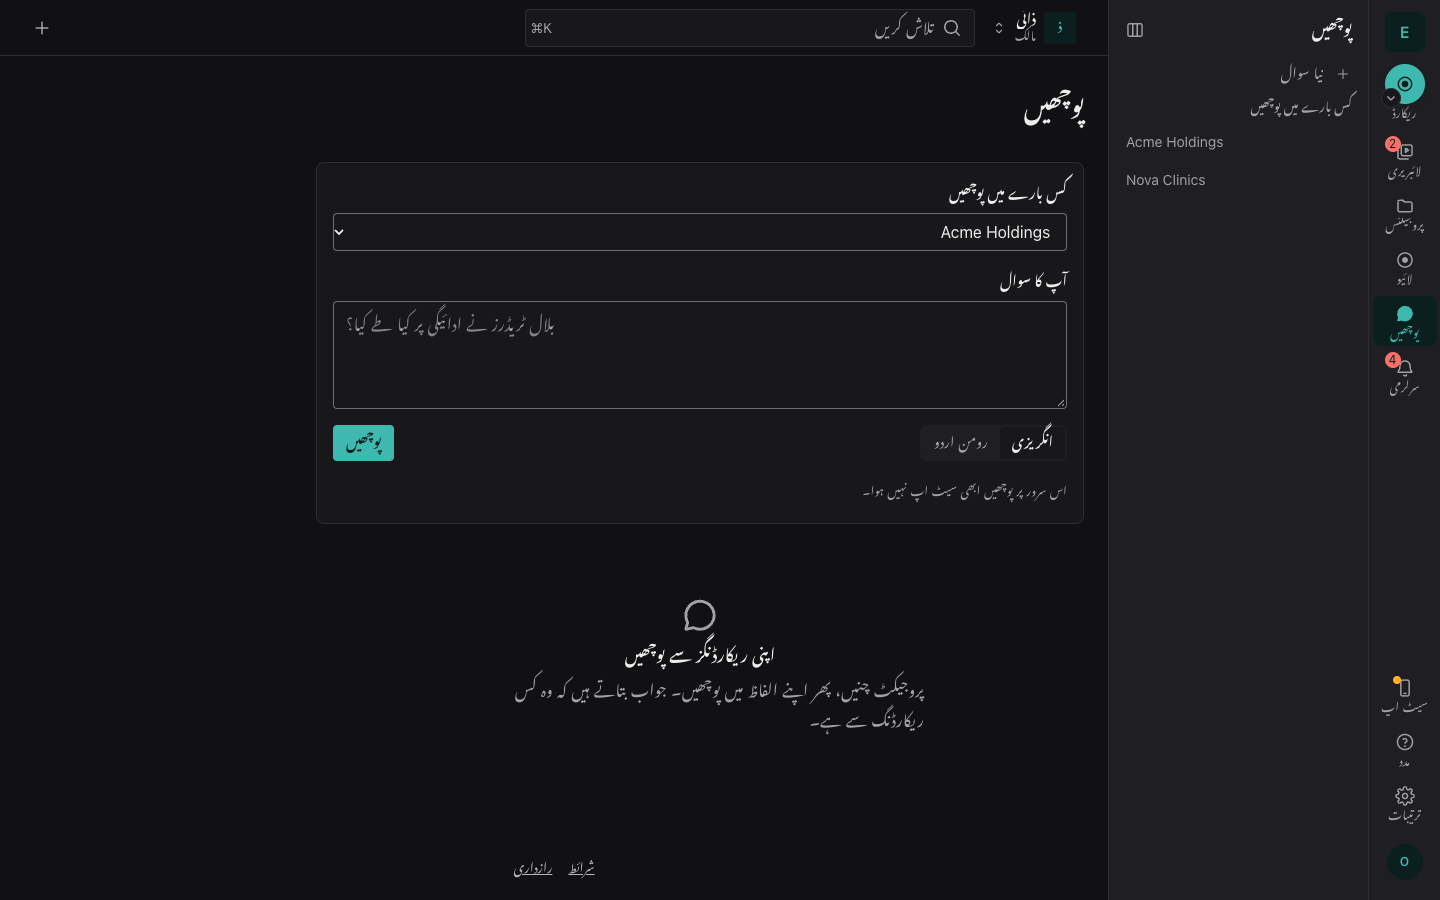 E
ریکارڈ
2
لائبریری
پروجیکٹس
لائیو
پوچھیں
4
سرگرمی
سیٹ اپ
مدد
ترتیبات
O
پوچھیں
نیا سوال
کس بارے میں پوچھیں
Acme Holdings
Nova Clinics
ذ
ذاتی
مالک
تلاش کریں
⌘K
پوچھیں
کس بارے میں پوچھیں
Acme Holdings
آپ کا سوال
بلال ٹریڈرز نے ادائیگی پر کیا طے کیا؟
انگریزی
رومن اردو
پوچھیں
اس سرور پر پوچھیں ابھی سیٹ اپ نہیں ہوا۔
اپنی ریکارڈنگز سے پوچھیں
پروجیکٹ چنیں، پھر اپنے الفاظ میں پوچھیں۔ جواب بتاتے ہیں کہ وہ کس
ریکارڈنگ سے ہے۔
شرائط
رازداری